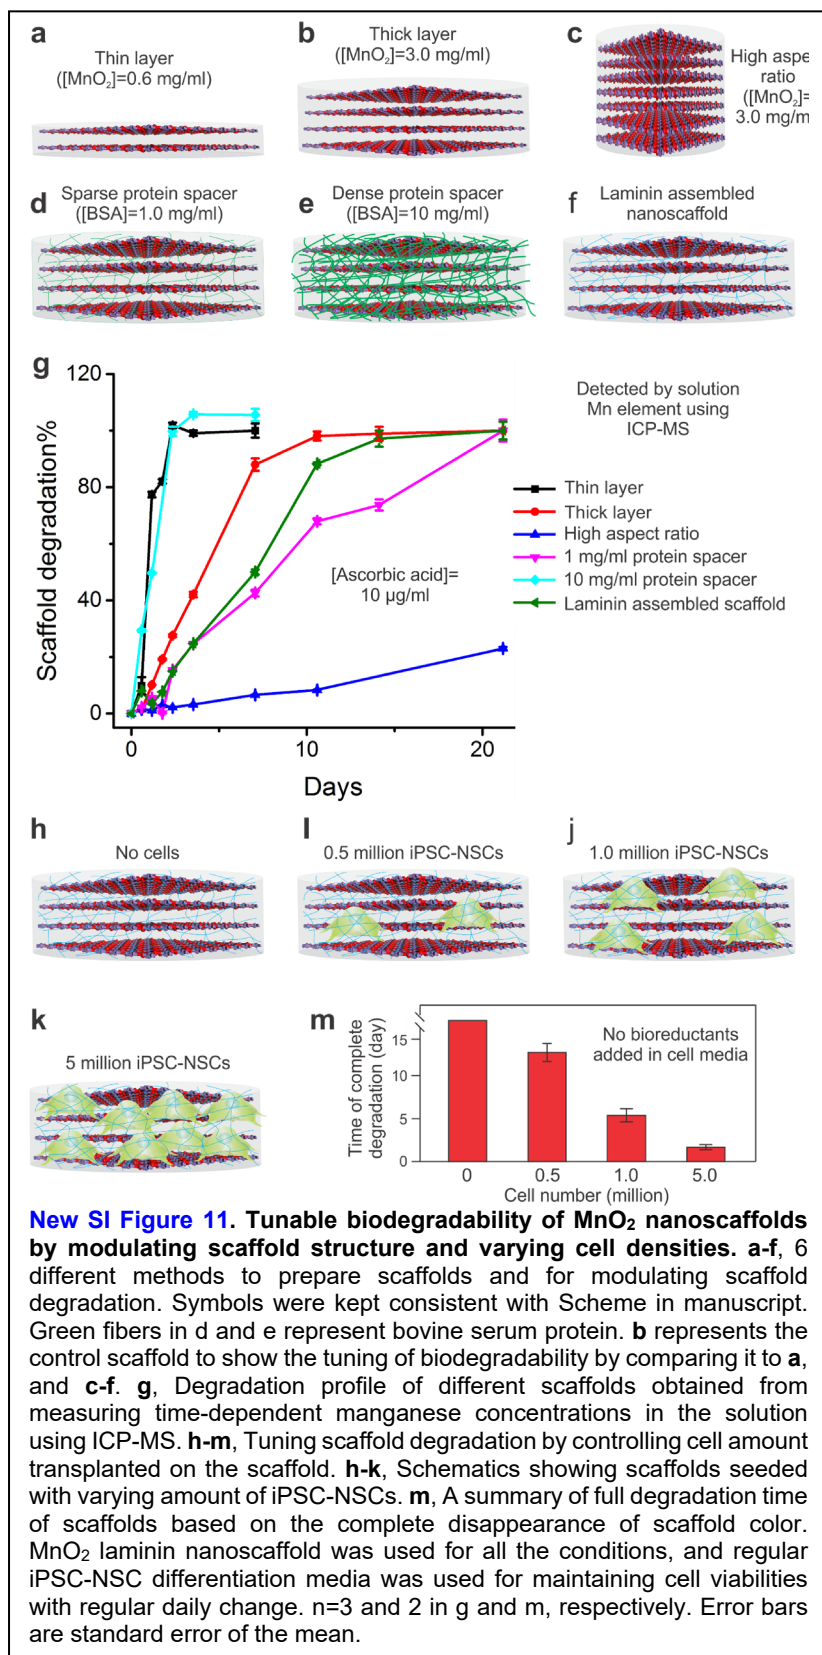 a
Thin layer
([MnO₂]=0.6 mg/ml)
b
Thick layer
([MnO₂]=3.0 mg/ml)
c
High aspe
ratio
([MnO₂]=
3.0 mg/m
d
Sparse protein spacer
([BSA]=1.0 mg/ml)
e
Dense protein spacer
([BSA]=10 mg/ml)
f
Laminin assembled
nanoscaffold
g
120
80
40
0
Scaffold degradation%
0
10
20
Days
[Ascorbic acid]=
10 µg/ml
Detected by solution
Mn element using
ICP-MS
Thin layer
Thick layer
High aspect ratio
1 mg/ml protein spacer
10 mg/ml protein spacer
Laminin assembled scaffold
h
No cells
l
0.5 million iPSC-NSCs
j
1.0 million iPSC-NSCs
k
5 million iPSC-NSCs
m
Time of complete
degradation (day)
15
10
5
0
No bioreductants
added in cell media
0
0.5
1.0
5.0
Cell number (million)
New SI Figure 11. Tunable biodegradability of MnO₂ nanoscaffolds
by modulating scaffold structure and varying cell densities. a-f, 6
different methods to prepare scaffolds and for modulating scaffold
degradation. Symbols were kept consistent with Scheme in manuscript.
Green fibers in d and e represent bovine serum protein. b represents the
control scaffold to show the tuning of biodegradability by comparing it to a,
and c-f. g, Degradation profile of different scaffolds obtained from
measuring time-dependent manganese concentrations in the solution
using ICP-MS. h-m, Tuning scaffold degradation by controlling cell amount
transplanted on the scaffold. h-k, Schematics showing scaffolds seeded
with varying amount of iPSC-NSCs. m, A summary of full degradation time
of scaffolds based on the complete disappearance of scaffold color.
MnO₂ laminin nanoscaffold was used for all the conditions, and regular
iPSC-NSC differentiation media was used for maintaining cell viabilities
with regular daily change. n=3 and 2 in g and m, respectively. Error bars
are standard error of the mean.